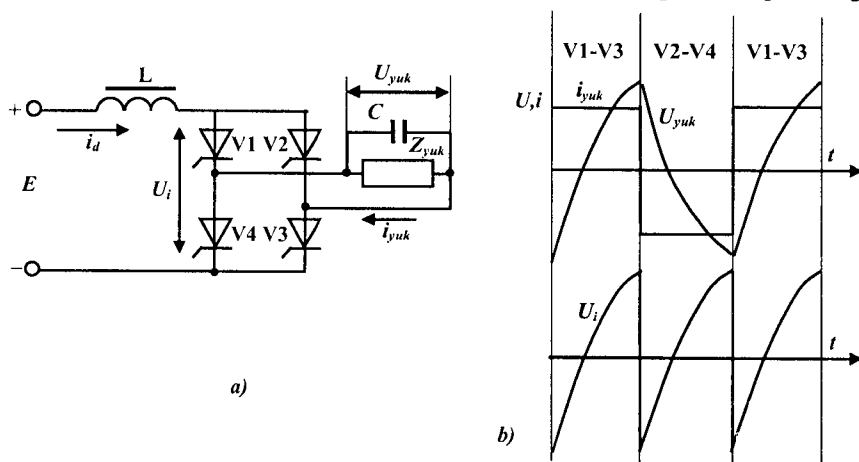 L
+
i_d
E
−
U_i
V1 V2
V4 V3
U_yuk
C
Z_yuk
i_yuk
a)
V1-V3 V2-V4 V1-V3
U,i
i_yuk
U_yuk
t
U_i
t
b)